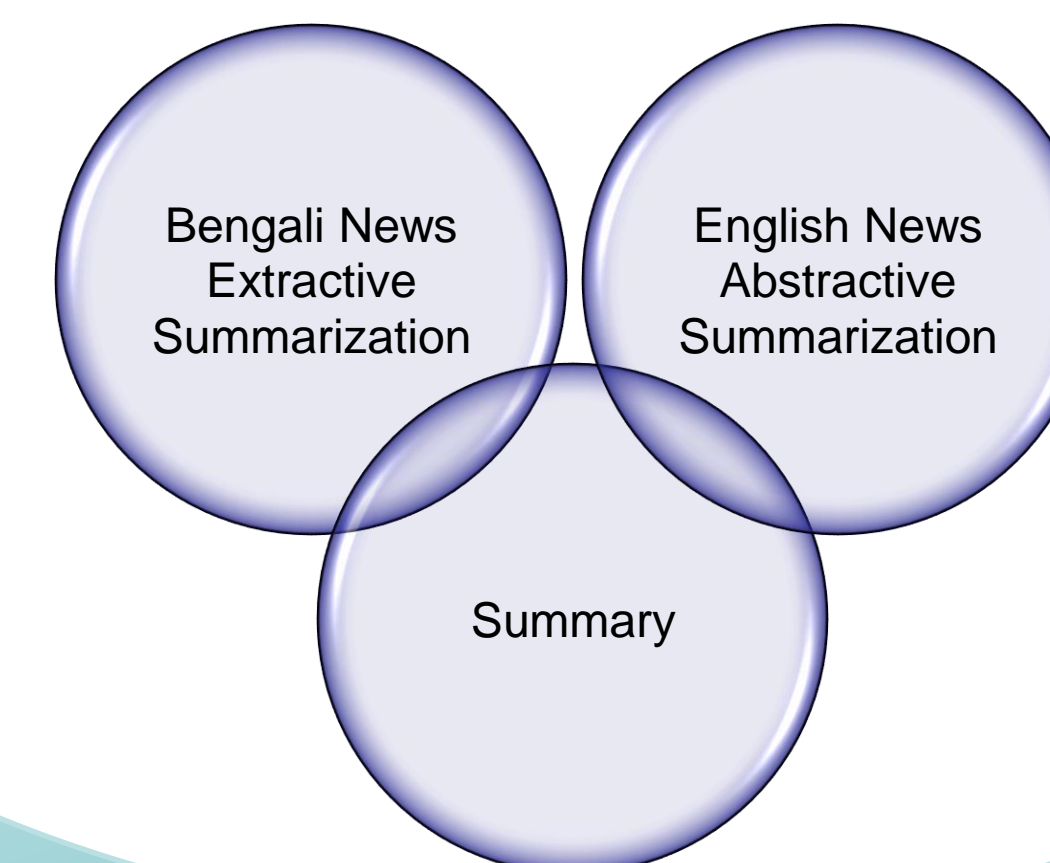 Bengali News
Extractive
Summarization
English News
Abstractive
Summarization
Summary